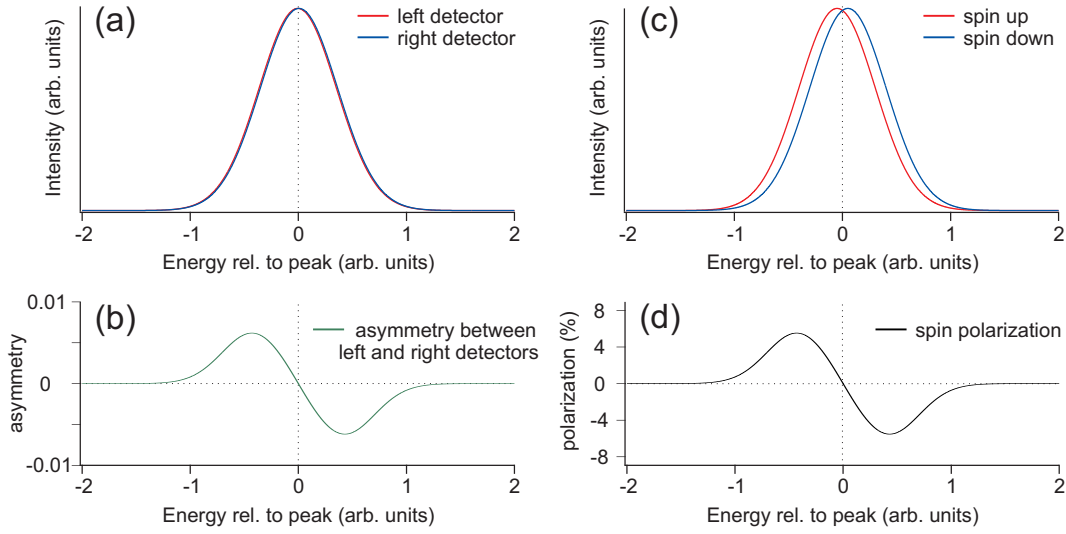 (a)
left detector
right detector
Intensity (arb. units)
-2
-1
0
1
2
Energy rel. to peak (arb. units)
(c)
spin up
spin down
Intensity (arb. units)
-2
-1
0
1
2
Energy rel. to peak (arb. units)
(b)
asymmetry between
left and right detectors
asymmetry
0.01
0
-0.01
-2
-1
0
1
2
Energy rel. to peak (arb. units)
(d)
spin polarization
polarization (%)
8
4
0
-4
-8
-2
-1
0
1
2
Energy rel. to peak (arb. units)